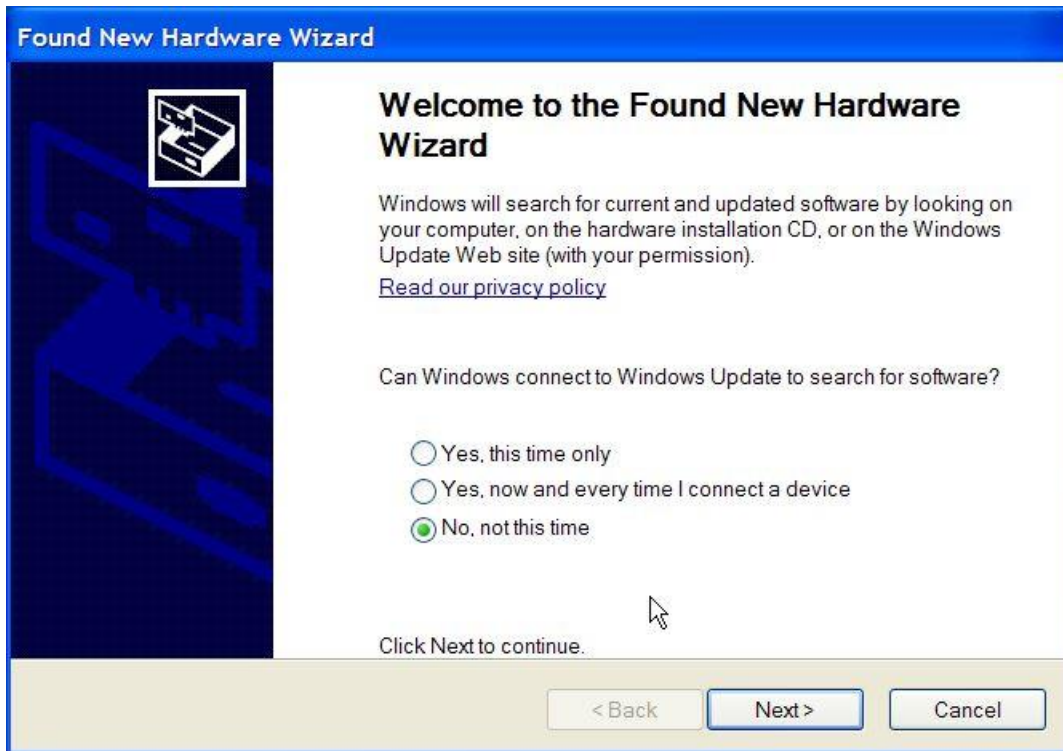 Found New Hardware Wizard
Welcome to the Found New Hardware
Wizard
Windows will search for current and updated software by looking on
your computer, on the hardware installation CD, or on the Windows
Update Web site (with your permission).
Read our privacy policy
Can Windows connect to Windows Update to search for software?
Yes, this time only
Yes, now and every time I connect a device
No, not this time
Click Next to continue.
< Back
Next >
Cancel